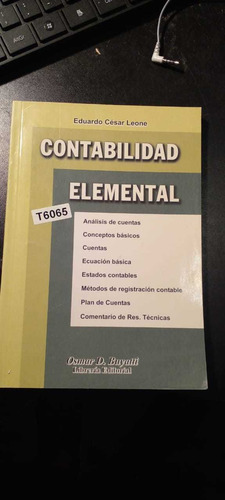 Eduardo César Leone
CONTABILIDAD
ELEMENTAL
T6065
Análisis de cuentas
Conceptos básicos
Cuentas
Ecuación básica
Estados contables
Métodos de registración contable
Plan de Cuentas
Comentario de Res. Técnicas
Osmar D. Buyatti
Librería Editorial